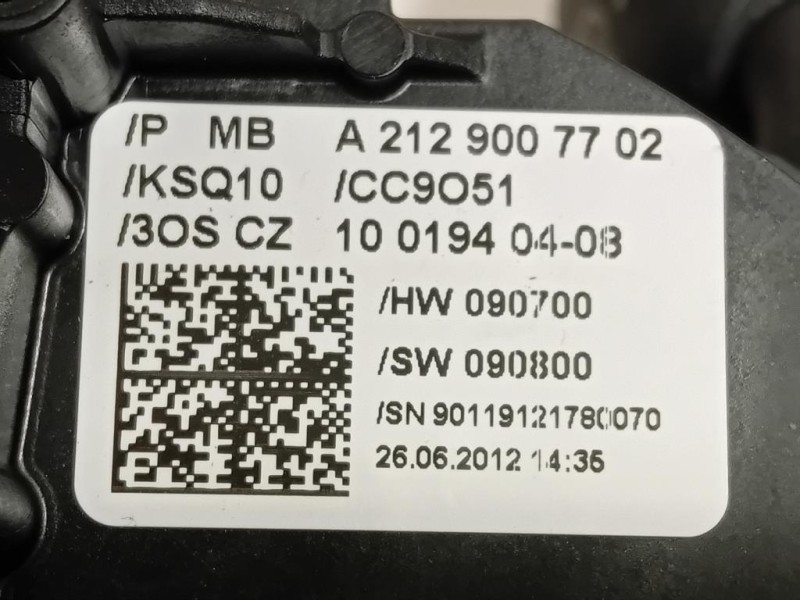 /P MB A 212 900 77 02
/KSQ10 /CC9O51
/3OS CZ 10 0194 04-08
/HW 090700
/SW 090800
/SN 90119121780070
26.06.2012 14:35